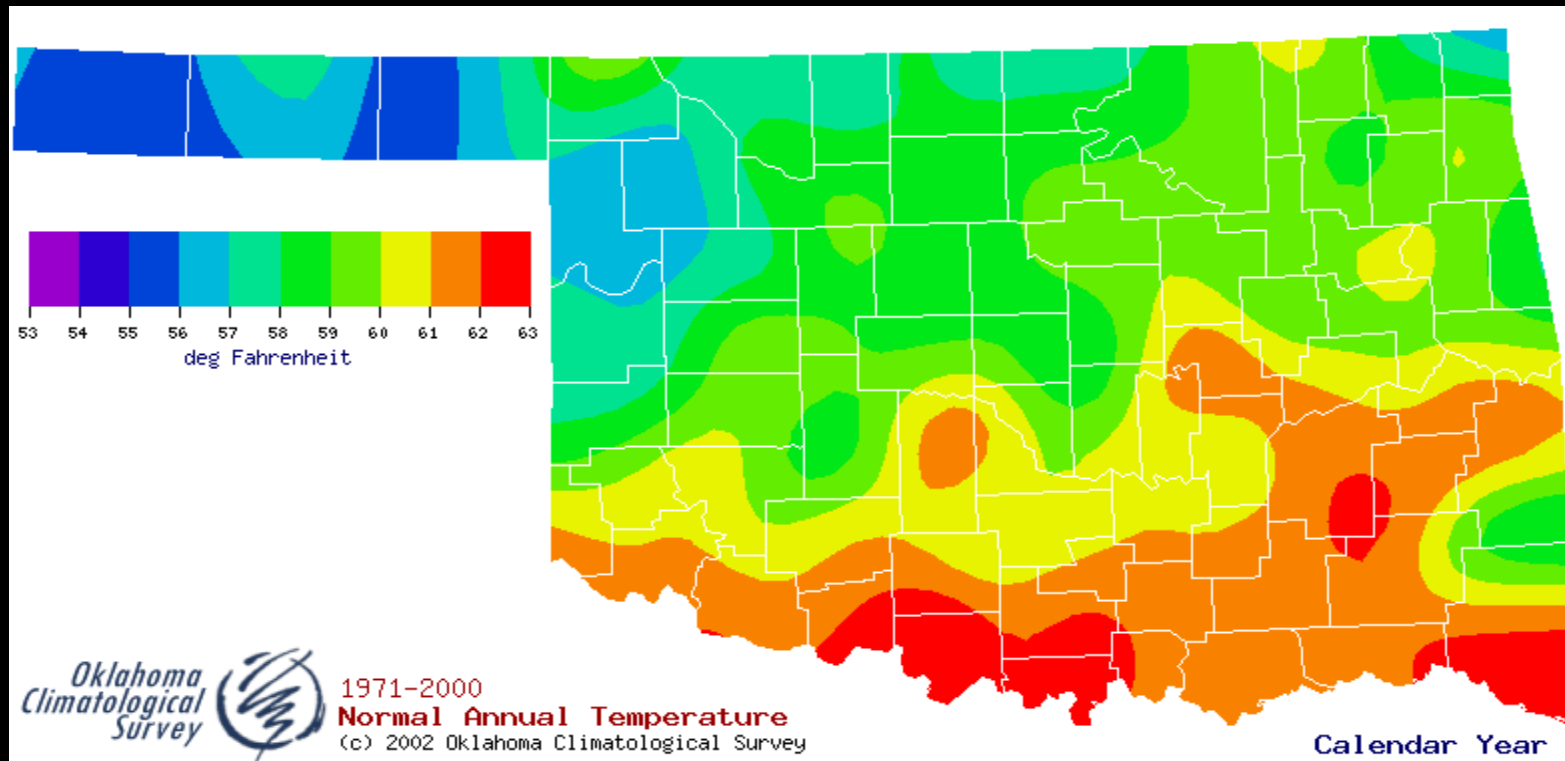 53 54 55 56 57 58 59 60 61 62 63
deg Fahrenheit
Oklahoma
Climatological
Survey
1971-2000
Normal Annual Temperature
(c) 2002 Oklahoma Climatological Survey
Calendar Year